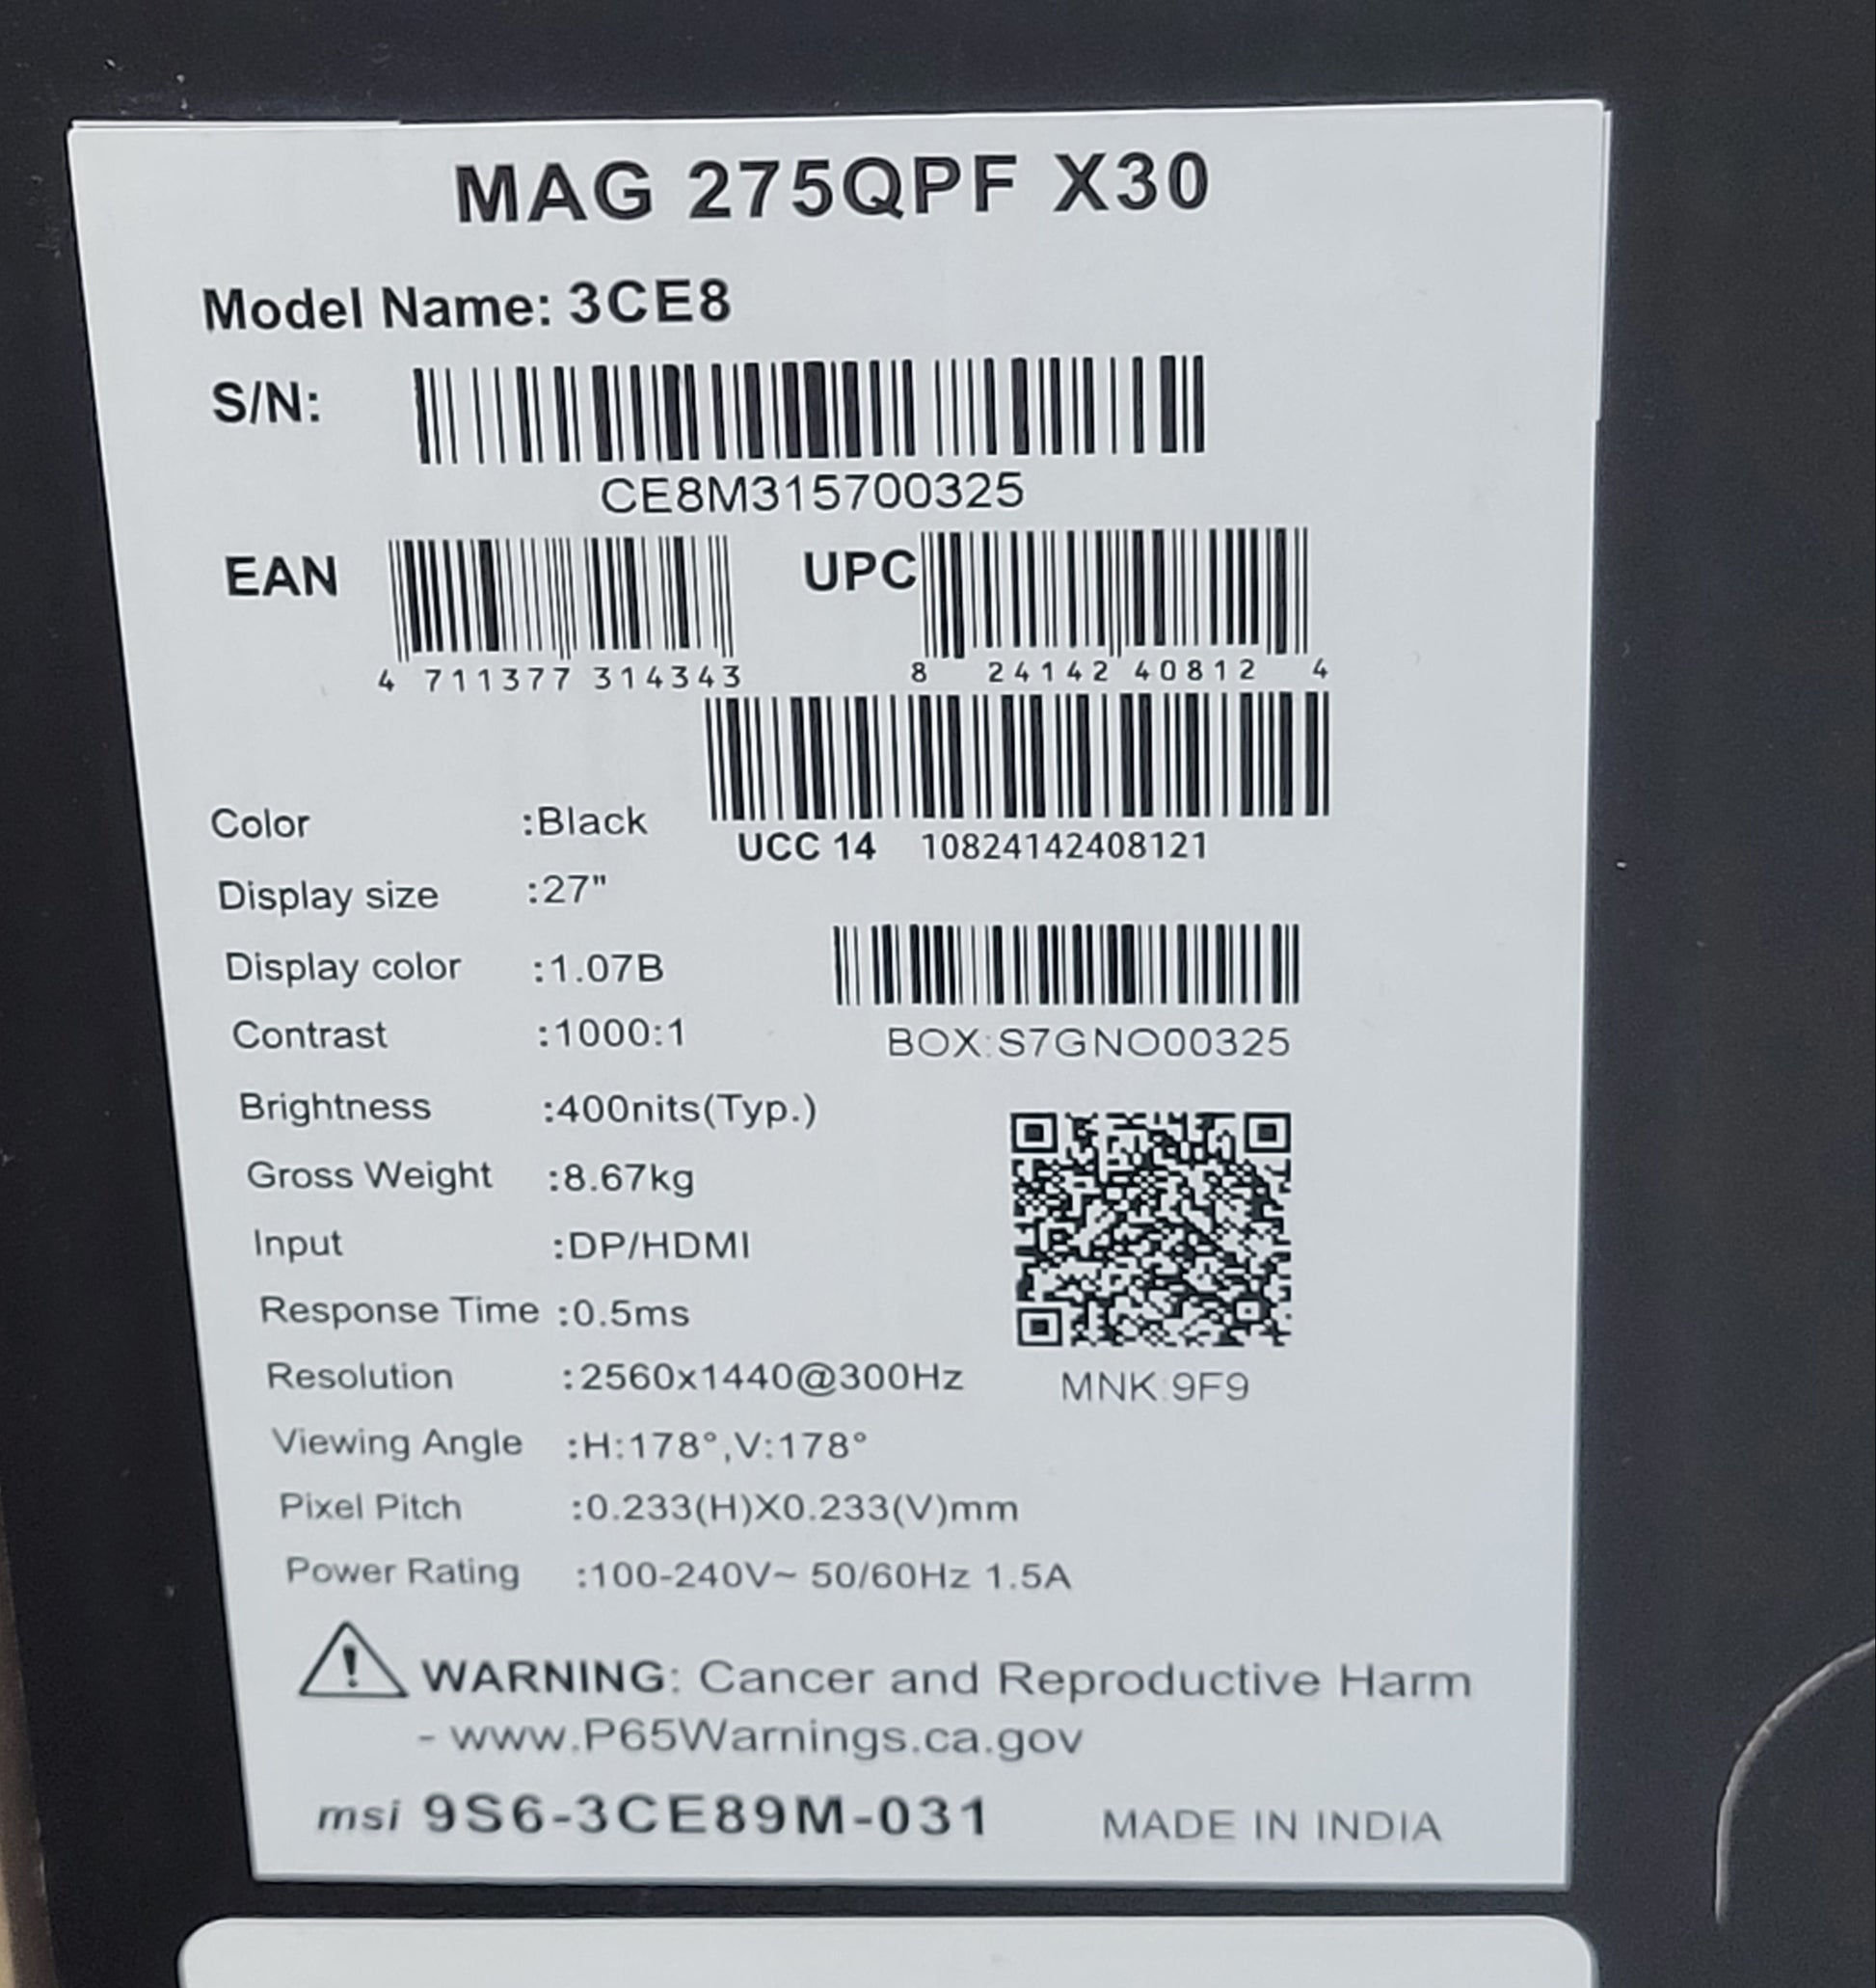 MAG 275QPF X30
Model Name: 3CE8
S/N:
CE8M315700325
EAN
4 711377 314343
UPC
8 24142 40812 4
UCC 14 10824142408121
BOX:S7GNO00325
MNK:9F9
Color :Black
Display size :27"
Display color :1.07B
Contrast :1000:1
Brightness :400nits(Typ.)
Gross Weight :8.67kg
Input :DP/HDMI
Response Time :0.5ms
Resolution :2560x1440@300Hz
Viewing Angle :H:178°,V:178°
Pixel Pitch :0.233(H)X0.233(V)mm
Power Rating :100-240V~ 50/60Hz 1.5A
WARNING: Cancer and Reproductive Harm
- www.P65Warnings.ca.gov
msi 9S6-3CE89M-031 MADE IN INDIA